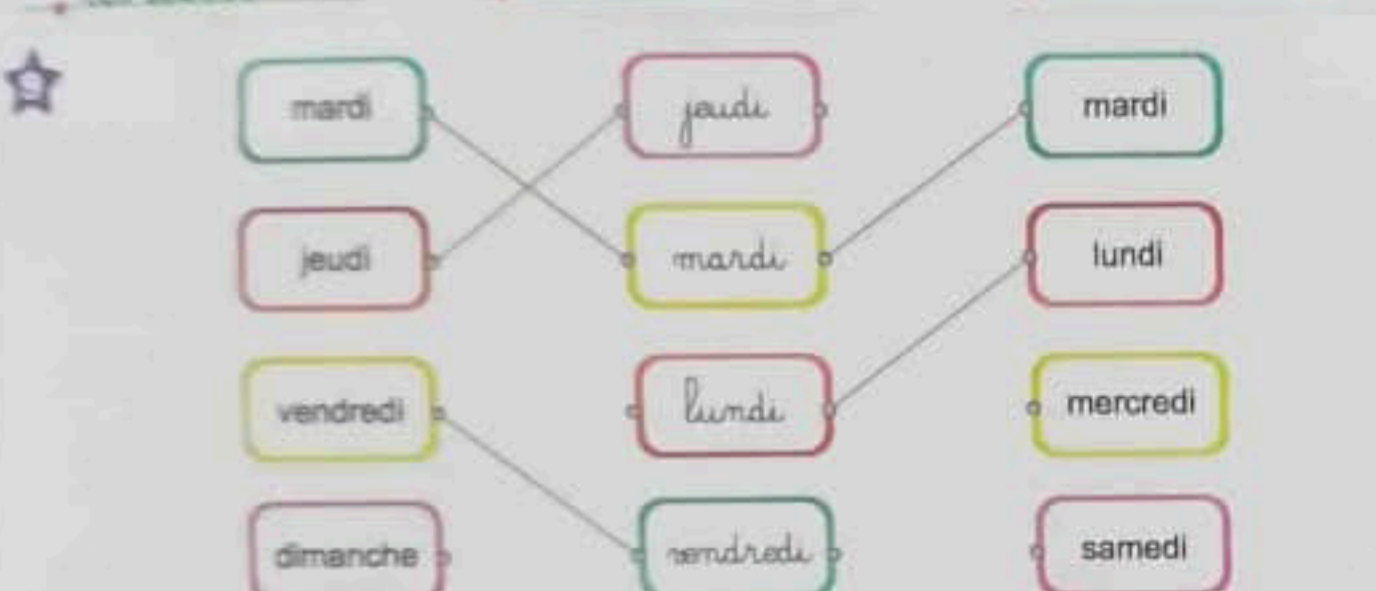 mardi jeudi mardi
jeudi mardi lundi
vendredi lundi mercredi
dimanche vendredi samedi